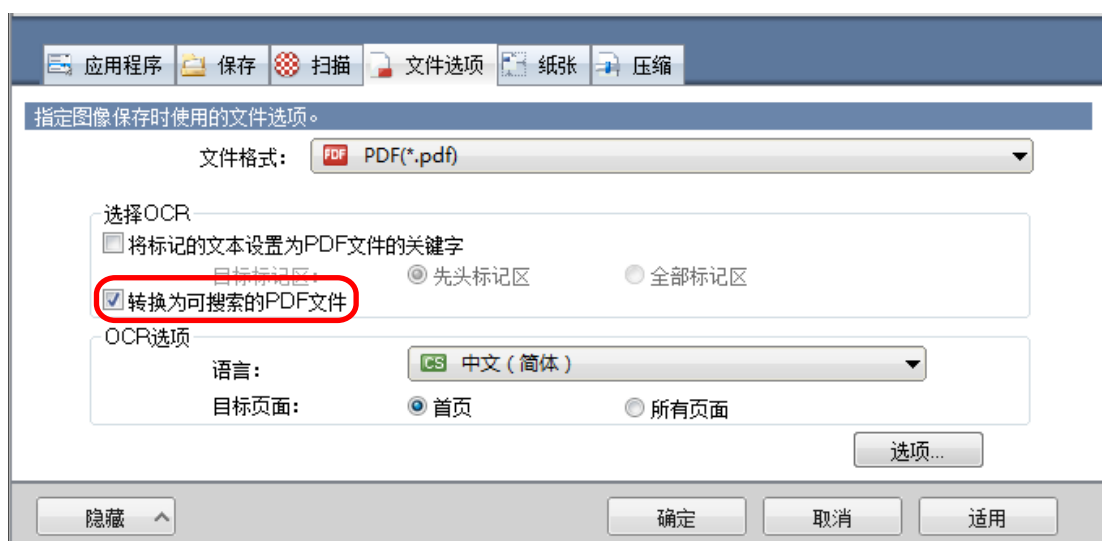 应用程序 保存 扫描 文件选项 纸张 压缩
指定图像保存时使用的文件选项。
文件格式： PDF PDF(*.pdf)
选择OCR
将标记的文本设置为PDF文件的关键字
目标标记区： 先头标记区 全部标记区
转换为可搜索的PDF文件
OCR选项
语言： CS 中文 ( 简体 )
目标页面： 首页 所有页面
选项...
隐藏 确定 取消 适用